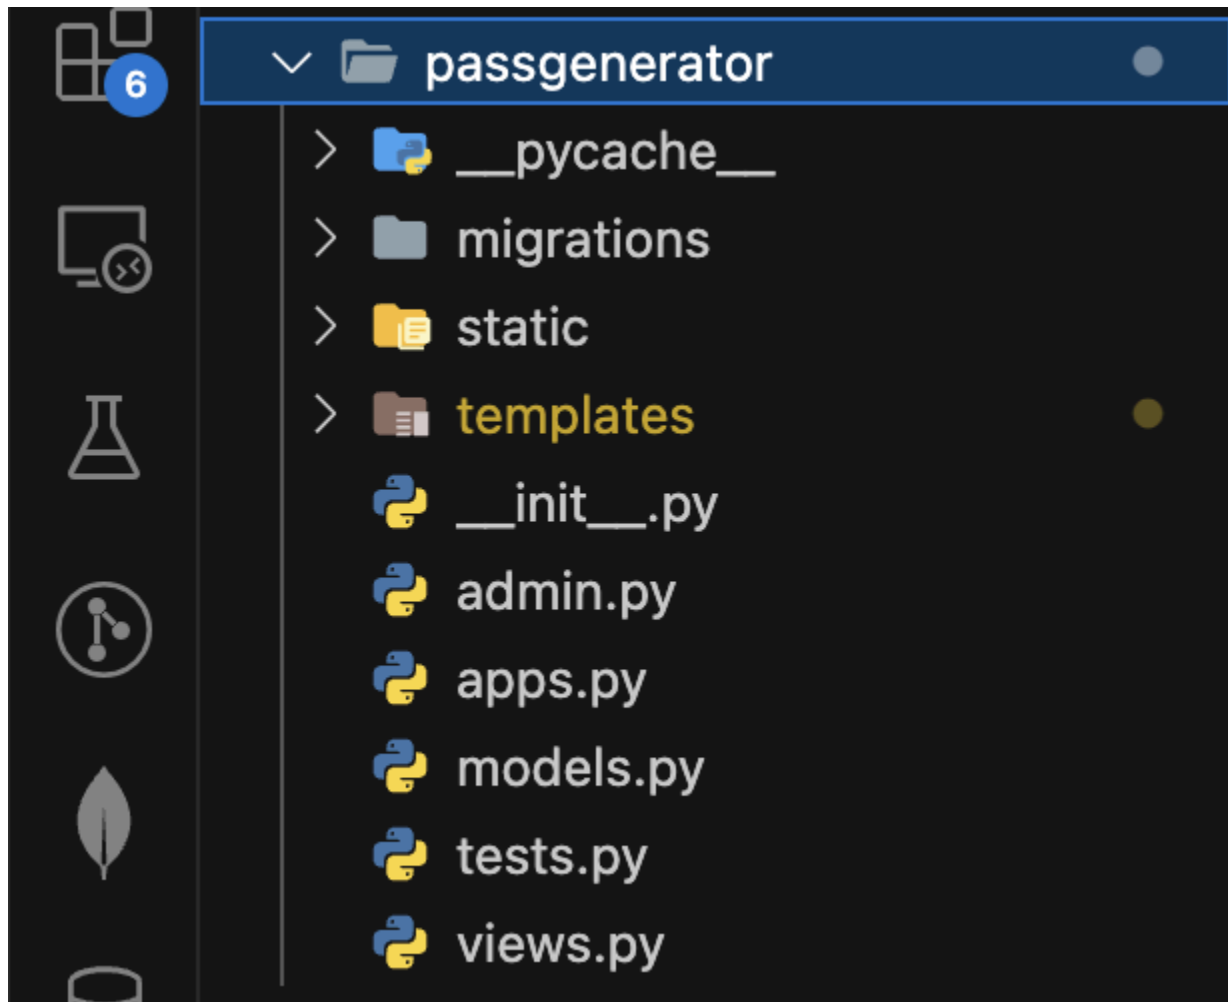 6
passgenerator
__pycache__
migrations
static
templates
__init__.py
admin.py
apps.py
models.py
tests.py
views.py